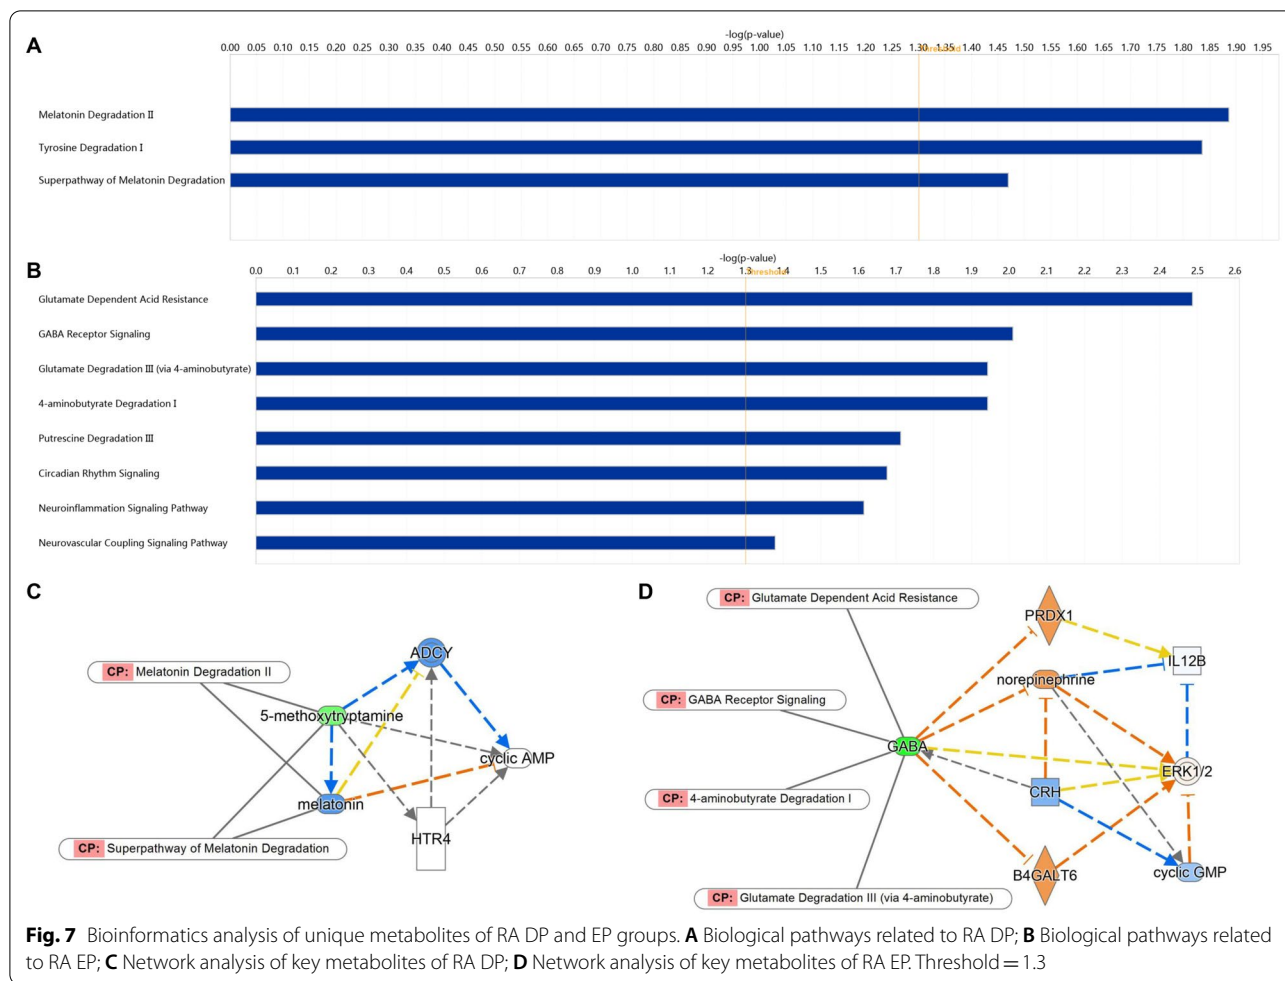 A
-log(p-value)
0.00 0.05 0.10 0.15 0.20 0.25 0.30 0.35 0.40 0.45 0.50 0.55 0.60 0.65 0.70 0.75 0.80 0.85 0.90 0.95 1.00 1.05 1.10 1.15 1.20 1.25 1.30 1.35 1.40 1.45 1.50 1.55 1.60 1.65 1.70 1.75 1.80 1.85 1.90 1.95
Threshold
Melatonin Degradation II
Tyrosine Degradation I
Superpathway of Melatonin Degradation
B
-log(p-value)
0.0 0.1 0.2 0.3 0.4 0.5 0.6 0.7 0.8 0.9 1.0 1.1 1.2 1.3 1.4 1.5 1.6 1.7 1.8 1.9 2.0 2.1 2.2 2.3 2.4 2.5 2.6
Threshold
Glutamate Dependent Acid Resistance
GABA Receptor Signaling
Glutamate Degradation III (via 4-aminobutyrate)
4-aminobutyrate Degradation I
Putrescine Degradation III
Circadian Rhythm Signaling
Neuroinflammation Signaling Pathway
Neurovascular Coupling Signaling Pathway
C
CP: Melatonin Degradation II
ADCY
5-methoxytryptamine
cyclic AMP
melatonin
HTR4
CP: Superpathway of Melatonin Degradation
D
CP: Glutamate Dependent Acid Resistance
PRDX1
IL12B
norepinephrine
CP: GABA Receptor Signaling
GABA
ERK1/2
CRH
CP: 4-aminobutyrate Degradation I
B4GALT6
cyclic GMP
CP: Glutamate Degradation III (via 4-aminobutyrate)
Fig. 7 Bioinformatics analysis of unique metabolites of RA DP and EP groups. A Biological pathways related to RA DP; B Biological pathways related
to RA EP; C Network analysis of key metabolites of RA DP; D Network analysis of key metabolites of RA EP. Threshold = 1.3